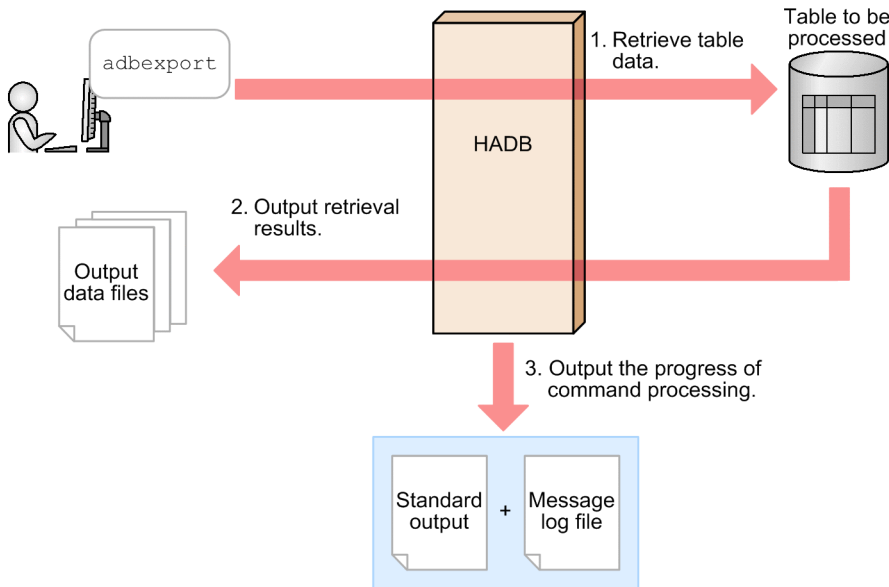 adbexport
1. Retrieve table
data.
Table to be
processed
HADB
2. Output retrieval
results.
Output
data files
3. Output the progress of
command processing.
Standard
output
+
Message
log file